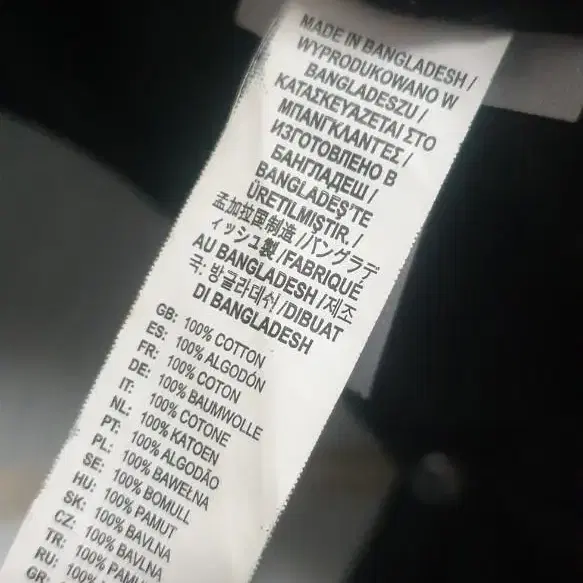 MADE IN BANGLADESH /
WYPRODUKOWANO W
BANGLADESZU /
ΚΑΤΑΣΚΕΥΑΖΕΤΑΙ ΣΤΟ
ΜΠΑΝΓΚΛΑΝΤΕΣ /
ИЗГОТОВЛЕНО В
БАНГЛАДЕШ /
BANGLADEŞ'TE
ÜRETILMIŞTIR. /
孟加拉国制造 /バングラデ
ィッシュ製 /FABRIQUÉ
AU BANGLADESH /제조
국: 방글라데쉬 /DIBUAT
DI BANGLADESH
GB: 100% COTTON
ES: 100% ALGODÓN
FR: 100% COTON
DE: 100% BAUMWOLLE
IT: 100% COTONE
NL: 100% KATOEN
PT: 100% ALGODÃO
PL: 100% BAWEŁNA
SE: 100% BOMULL
HU: 100% PAMUT
SK: 100% BAVLNA
CZ: 100% BAVLNA
TR: 100% PAMUK
RU: 100%
GR: